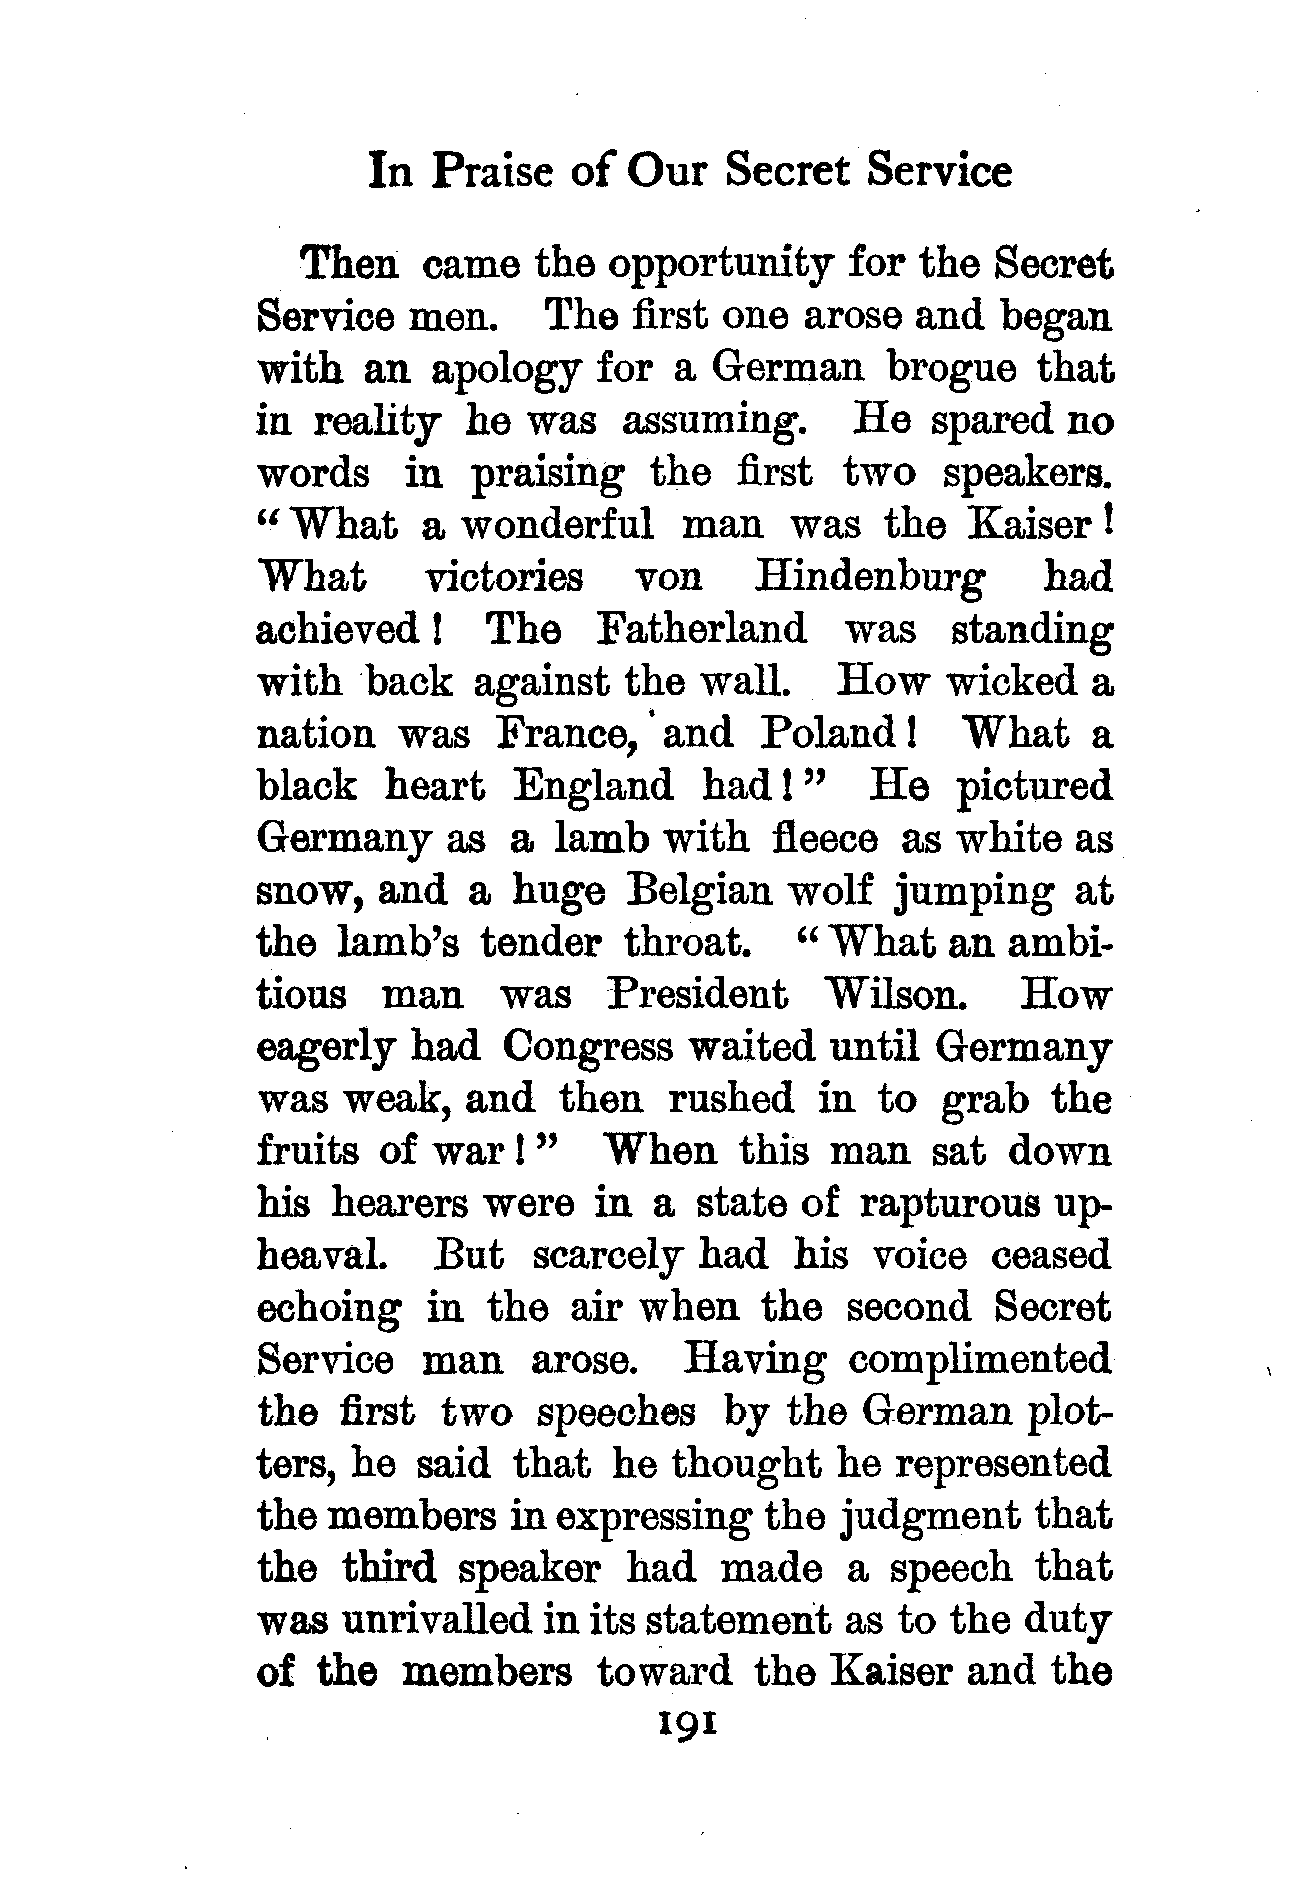 In Praise of Our Secret Service
Then came the opportunity for the Secret
Service men. The first one arose and began
with an apology for a German brogue that
in reality he was assuming. He spared no
words in praising the first two speakers.
“What a wonderful man was the Kaiser!
What victories von Hindenburg had
achieved! The Fatherland was standing
with back against the wall. How wicked a
nation was France, and Poland! What a
black heart England had!” He pictured
Germany as a lamb with fleece as white as
snow, and a huge Belgian wolf jumping at
the lamb’s tender throat. “What an ambi-
tious man was President Wilson. How
eagerly had Congress waited until Germany
was weak, and then rushed in to grab the
fruits of war!” When this man sat down
his hearers were in a state of rapturous up-
heaval. But scarcely had his voice ceased
echoing in the air when the second Secret
Service man arose. Having complimented
the first two speeches by the German plot-
ters, he said that he thought he represented
the members in expressing the judgment that
the third speaker had made a speech that
was unrivalled in its statement as to the duty
of the members toward the Kaiser and the
191